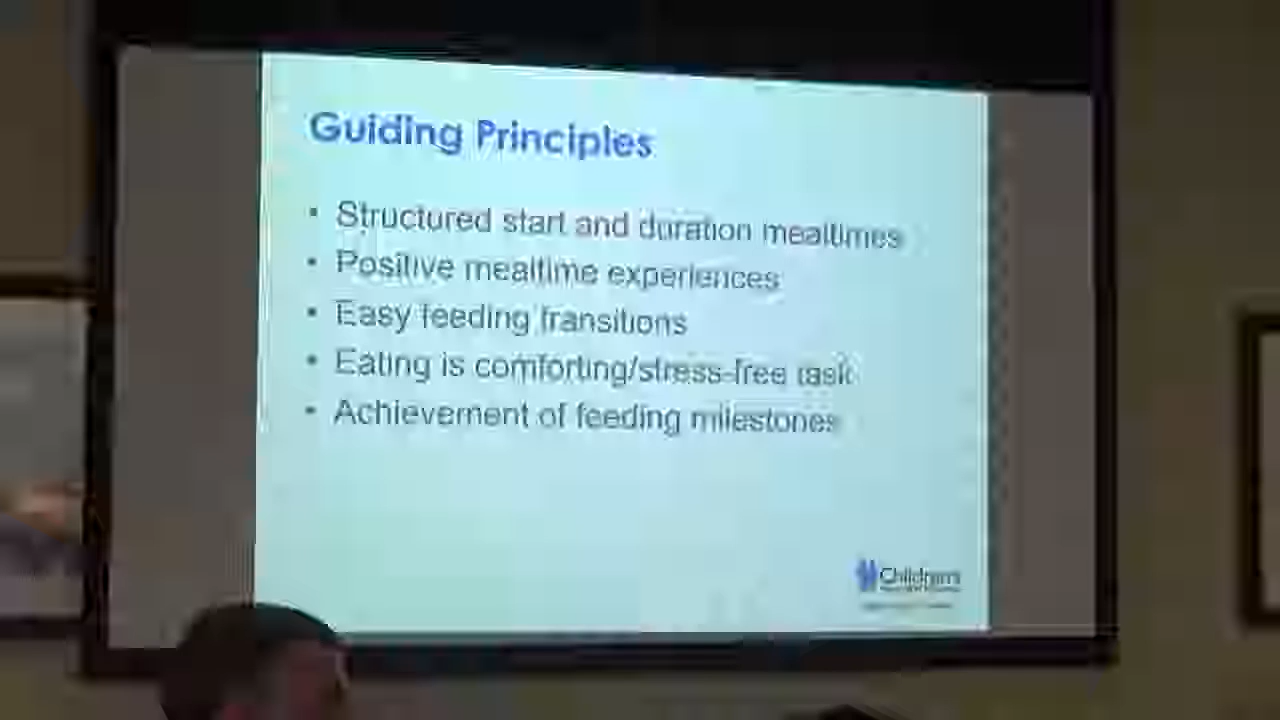 Guiding Principles
• Structured start and duration mealtimes
• Positive mealtime experiences
• Easy feeding transitions
• Eating is comforting/stress-free task
• Achievement of feeding milestones
Children's